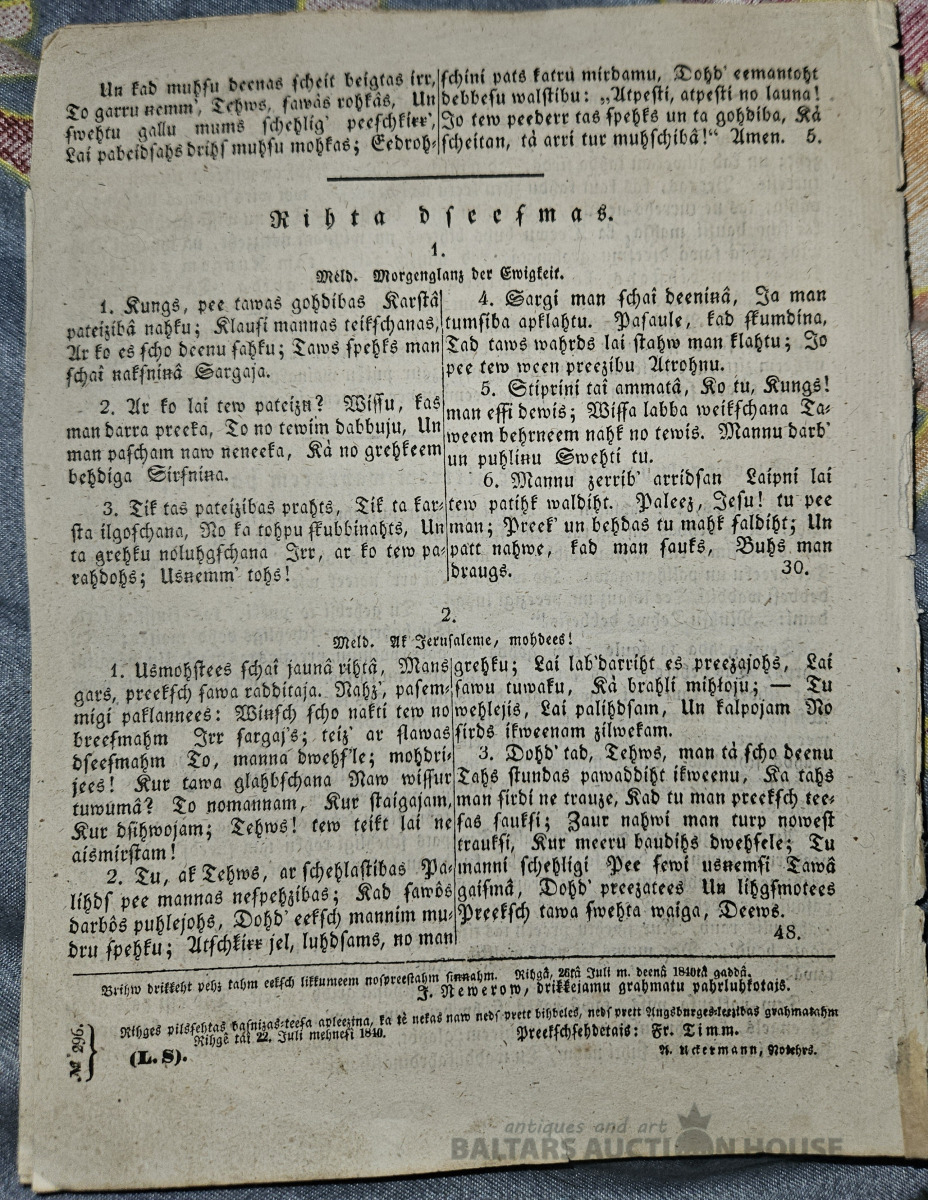 Un kad muhſu deenas ſcheit beigtas irr,
To garru nemm', Tehws, ſawâs rohkâs, Un
ſwehtu gallu mums ſchehlig' peeſchkirr',
Lai pabeidſahs drihſ muhſu mohkas; Eedroh-
ſchini pats katru mirdamu, Dohd' eemantoht
debbeſu walſtibu: „Atpeſti, atpeſti no launa!
Jo tew peederr tas ſpehks un ta gohdiba, Kà
ſcheitan, tà arri tur muhſchibâ!“ Amen. 5.
Rihta dſeeſmas.
1.
Meld. Morgenglanz der Ewigkeit.
1. Kungs, pee tawas gohdibas Karſtâ
pateizibâ nahku; Klauſi mannas teikſchanas,
Ar ko es ſcho deenu ſahku; Taws ſpehks man
ſchaî nakſninâ Sargaja.
2. Ar ko lai tew pateizu? Wiſſu, kas
man darra preeka, To no tewim dabbuju, Un
man paſcham naw neneeka, Kà no grehkeem
behdiga Sirſnina.
3. Tik tas pateizibas prahts, Tik ta kar-
ſta ilgoſchana, No ka tohpu ſkubbinahts, Un
ta grehku noluhgſchana Irr, ar ko tew pa-
rahdohs; Usnemm' tohs!
4. Sargi man ſchaî deeninâ, Ja man
tumſiba apklahtu. Paſaule, kad ſkumdina,
Tad taws wahrds lai ſtahw man klahtu; Jo
pee tew ween preezibu Atrohnu.
5. Stiprini taî ammatâ, Ko tu, Kungs!
man eſſi dewis; Wiſſa labba weikſchana Ta-
weem behrneem nahk no tewis. Mannu darb'
un puhlinu Swehti tu.
6. Mannu zerrib' arridſan Laipni lai
tew patihk waldiht. Paleez, Jeſu! tu pee
man; Preek' un behdas tu mahk ſaldiht; Un
patt nahwe, kad man ſauks, Buhs man
draugs. 30.
2.
Meld. Ak Jeruſaleme, mohdees!
1. Usmohſtees ſchaî jaunâ rihtâ, Mans
gars, preekſch ſawa radditaja. Nahz', paſem-
migi paklannees: Winſch ſcho nakti tew no
breeſmahm Irr ſargaj's; teiz' ar ſlawas
dſeeſmahm To, manna dwehſ'le; mohdri-
jees! Kur tawa glahbſchana Naw wiſſur
tuwumâ? To nomannam, Kur ſtaigajam,
Kur dſihwojam; Tehws! tew teikt lai ne
aismirſtam!
2. Tu, ak Tehws, ar ſchehlaſtibas Pa-
lihdſ pee mannas neſpehzibas; Kad ſawôs
darbôs puhlejohs, Dohd' eekſch mannim mu-
dru ſpehku; Atſchkirr jel, luhdſams, no man
grehku; Lai lab'darriht es preezajohs, Lai
ſawu tuwaku, Kà brahli mihłoju; — Tu
wehlejis, Lai palihdſam, Un kalpojam No
ſirds ikweenam zilwekam.
3. Dohd' tad, Tehws, man tà ſcho deenu
Tahs ſtundas pawaddiht ikweenu, Ka tahs
man ſirdi ne trauze, Kad tu man preekſch tee-
ſas ſaukſi; Zaur nahwi man turp noweſt
traukſi, Kur meeru baudihs dwehſele; Tu
manni ſchehligi Pee ſewi usnemſi Tawâ
gaiſmâ, Dohd' preezatees Un lihgſmotees
Preekſch tawa ſwehta waiga, Deews.
48.
Brihw drikkeht pehz tahm eekſch likkumeem noſpreeſtahm ſinnahm. Rihgâ, 26tâ Juli m. deenâ 1840tâ gaddâ.
J. Newerow, drikkejamu grahmatu pahrluhkotajs.
№ 296.
Rihges pilsſehtas baſnizas-teeſa apleezina, ka tê nekas naw neds prett bihbeles, neds prett Augsburges-lezzibas grahmatahm
Rihgê taî 22. Juli mehneſî 1840.
Preekſchſehdetais: Fr. Timm.
(L. S).
A. Uckermann, Notehrs.
antiques and art
BALTARS AUCTION HOUSE